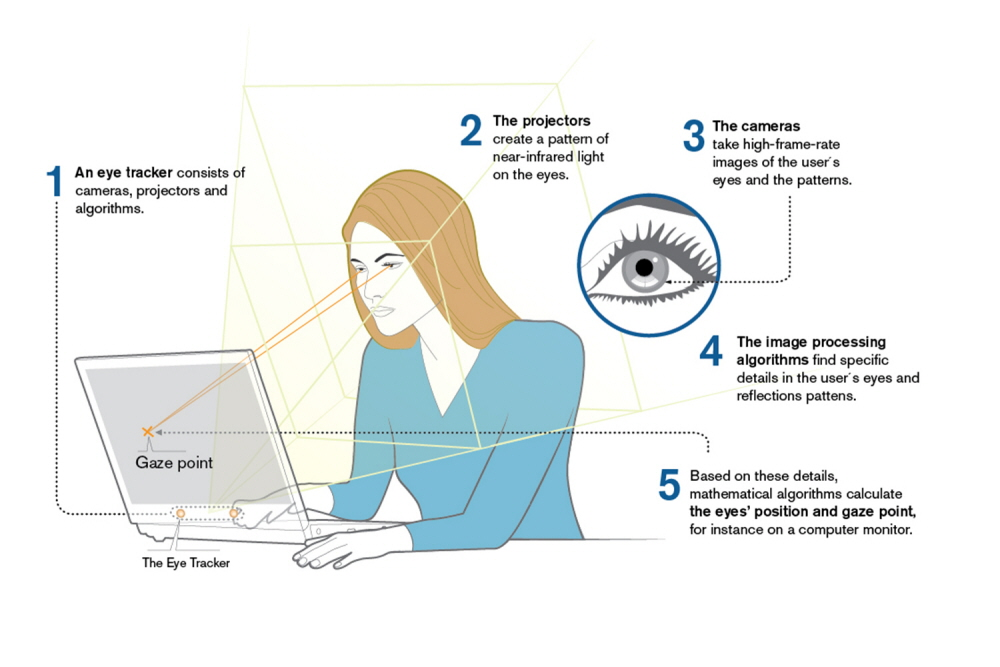 1 An eye tracker consists of
cameras, projectors and
algorithms.
2 The projectors
create a pattern of
near-infrared light
on the eyes.
3 The cameras
take high-frame-rate
images of the user´s
eyes and the patterns.
4 The image processing
algorithms find specific
details in the user´s eyes and
reflections pattens.
Gaze point
5 Based on these details,
mathematical algorithms calculate
the eyes’ position and gaze point,
for instance on a computer monitor.
The Eye Tracker